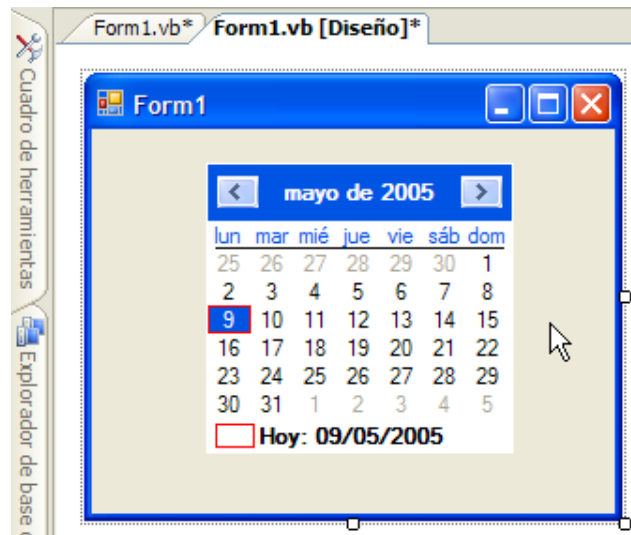 Form1.vb* Form1.vb [Diseño]*
Cuadro de herramientas
Explorador de base
Form1
mayo de 2005
lun mar mié jue vie sáb dom
25 26 27 28 29 30 1
2 3 4 5 6 7 8
9 10 11 12 13 14 15
16 17 18 19 20 21 22
23 24 25 26 27 28 29
30 31 1 2 3 4 5
Hoy: 09/05/2005